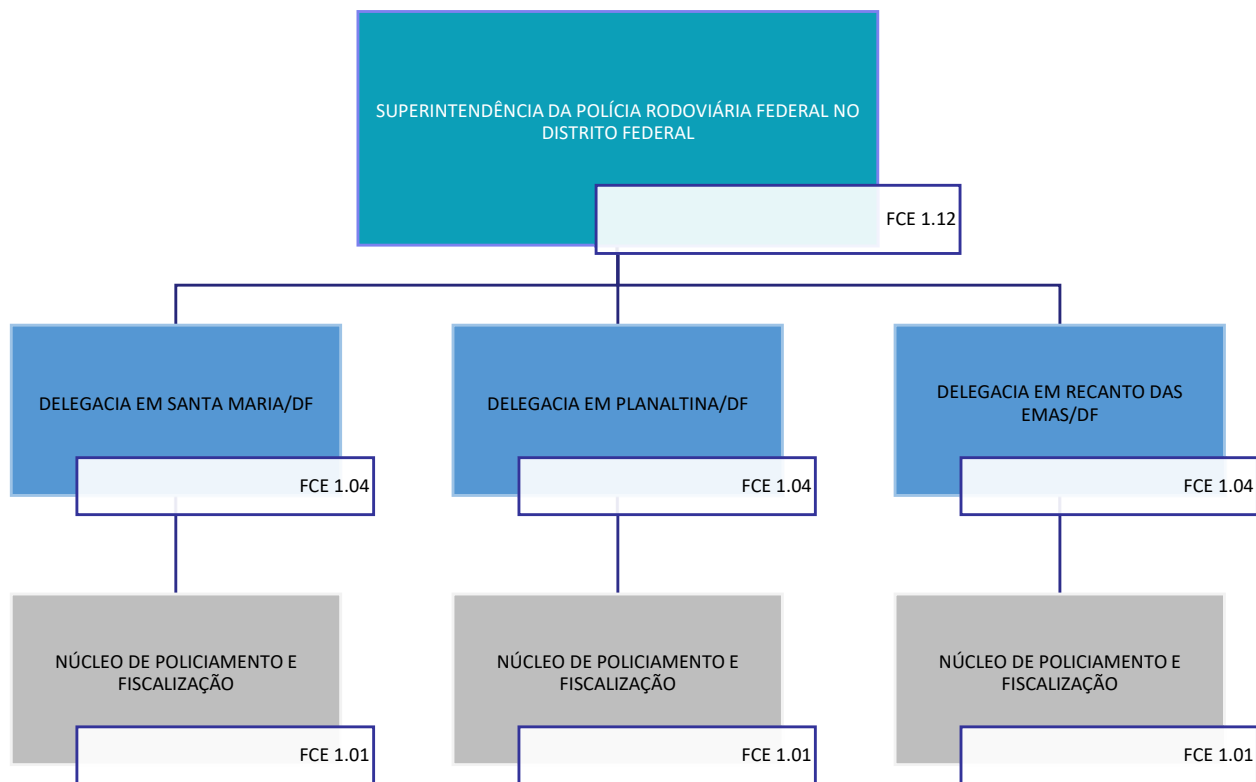 SUPERINTENDÊNCIA DA POLÍCIA RODOVIÁRIA FEDERAL NO
DISTRITO FEDERAL
FCE 1.12
DELEGACIA EM SANTA MARIA/DF
FCE 1.04
DELEGACIA EM PLANALTINA/DF
FCE 1.04
DELEGACIA EM RECANTO DAS
EMAS/DF
FCE 1.04
NÚCLEO DE POLICIAMENTO E
FISCALIZAÇÃO
FCE 1.01
NÚCLEO DE POLICIAMENTO E
FISCALIZAÇÃO
FCE 1.01
NÚCLEO DE POLICIAMENTO E
FISCALIZAÇÃO
FCE 1.01